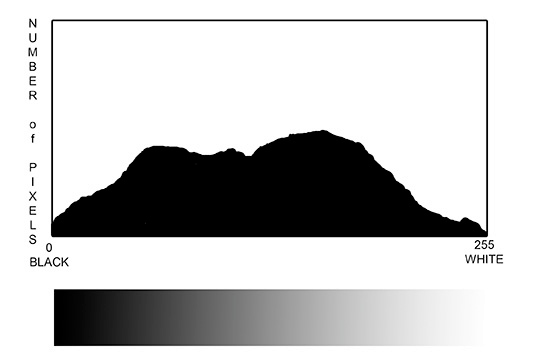 NUMBER of PIXELS
0
255
BLACK
WHITE